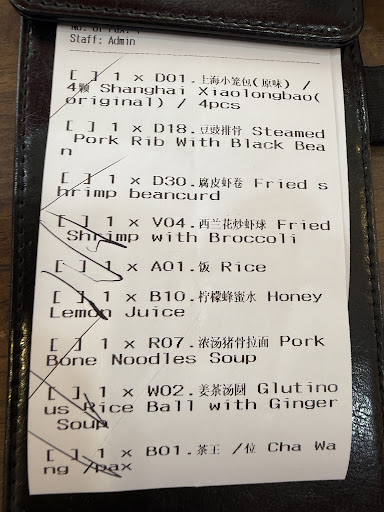 Staff: Admin
[ ] 1 × D01.上海小笼包(原味) /
4颗 Shanghai Xiaolongbao(
original) / 4pcs
[ ] 1 × D18.豆豉排骨 Steamed
Pork Rib With Black Bea
n
[ ] 1 × D30.腐皮虾卷 Fried s
hrimp beancurd
[ ] 1 × V04.西兰花炒虾球 Fried
Shrimp with Broccoli
[ ] 1 × A01.饭 Rice
[ ] 1 × B10.柠檬蜂蜜水 Honey
Lemon Juice
[ ] 1 × R07.浓汤猪骨拉面 Pork
Bone Noodles Soup
[ ] 1 × W02.姜茶汤圆 Glutino
us Rice Ball with Ginger
Soup
[ ] 1 × B01.茶王 /位 Cha Wa
ng /pax